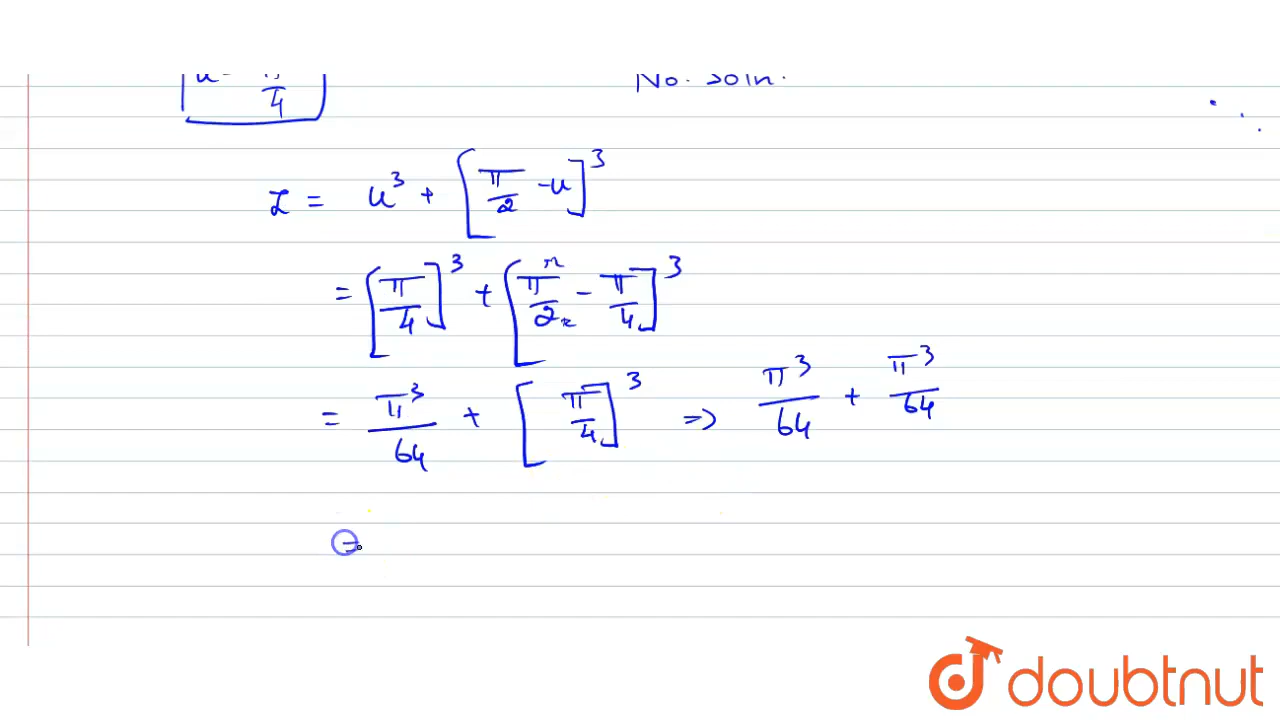 u = π/4
No. soln.
L = u³ + [π/2 - u]³
= [π/4]³ + [π/2 - π/4]³
= π³/64 + [π/4]³ ⇒ π³/64 + π³/64
=
doubtnut